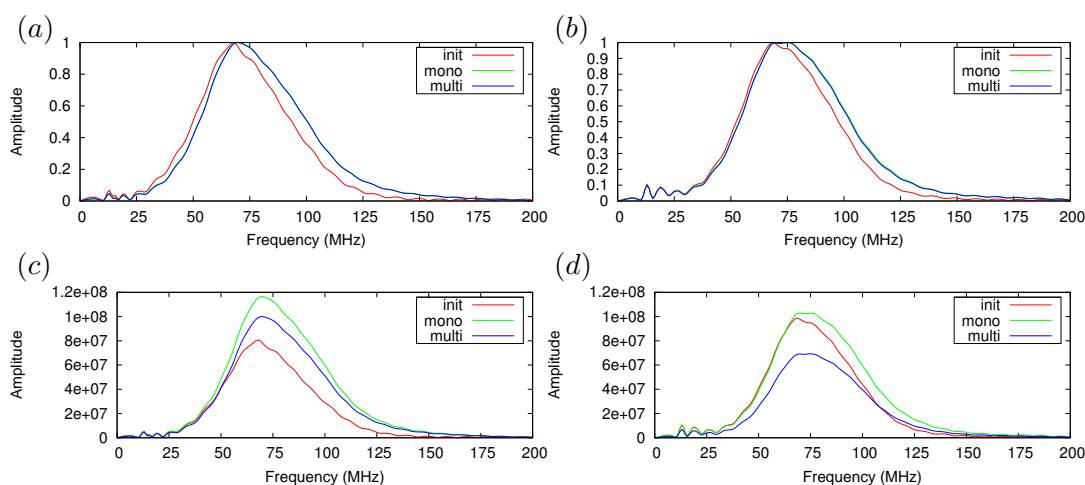 (a)
(b)
1
0.8
0.6
0.4
0.2
0
Amplitude
init
mono
multi
0 25 50 75 100 125 150 175 200
Frequency (MHz)
1
0.9
0.8
0.7
0.6
0.5
0.4
0.3
0.2
0.1
0
Amplitude
init
mono
multi
0 25 50 75 100 125 150 175 200
Frequency (MHz)
(c)
(d)
1.2e+08
1e+08
8e+07
6e+07
4e+07
2e+07
0
Amplitude
init
mono
multi
0 25 50 75 100 125 150 175 200
Frequency (MHz)
1.2e+08
1e+08
8e+07
6e+07
4e+07
2e+07
0
Amplitude
init
mono
multi
0 25 50 75 100 125 150 175 200
Frequency (MHz)